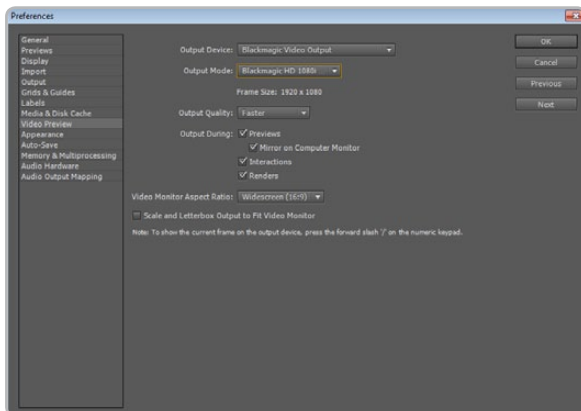 Preferences
General
Previews
Display
Import
Output
Grids & Guides
Labels
Media & Disk Cache
Video Preview
Appearance
Auto-Save
Memory & Multiprocessing
Audio Hardware
Audio Output Mapping
Output Device: Blackmagic Video Output
Output Mode: Blackmagic HD 1080i
Frame Size: 1920 x 1080
Output Quality: Faster
Output During: Previews
Mirror on Computer Monitor
Interactions
Renders
Video Monitor Aspect Ratio: Widescreen (16:9)
Scale and Letterbox Output to Fit Video Monitor
Note: To show the current frame on the output device, press the forward slash '/' on the numeric keypad.
OK
Cancel
Previous
Next